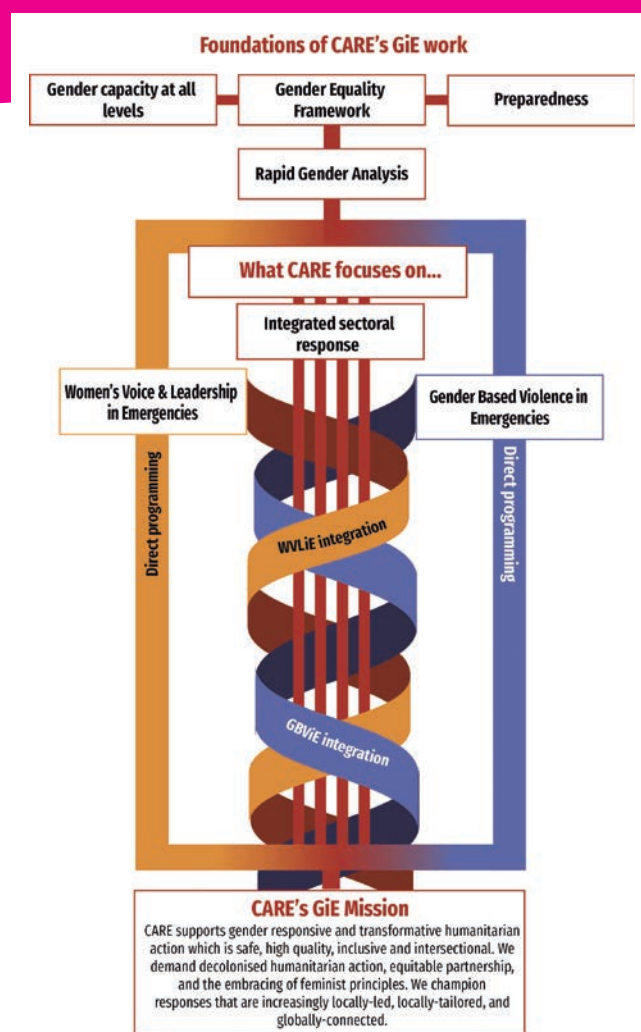 Foundations of CARE's GiE work
Gender capacity at all
levels
Gender Equality
Framework
Preparedness
Rapid Gender Analysis
What CARE focuses on...
Integrated sectoral
response
Women's Voice & Leadership
in Emergencies
Gender Based Violence in
Emergencies
Direct programming
Direct programming
WVLiE integration
GBViE integration
CARE's GiE Mission
CARE supports gender responsive and transformative humanitarian
action which is safe, high quality, inclusive and intersectional. We
demand decolonised humanitarian action, equitable partnership,
and the embracing of feminist principles. We champion
responses that are increasingly locally-led, locally-tailored, and
globally-connected.